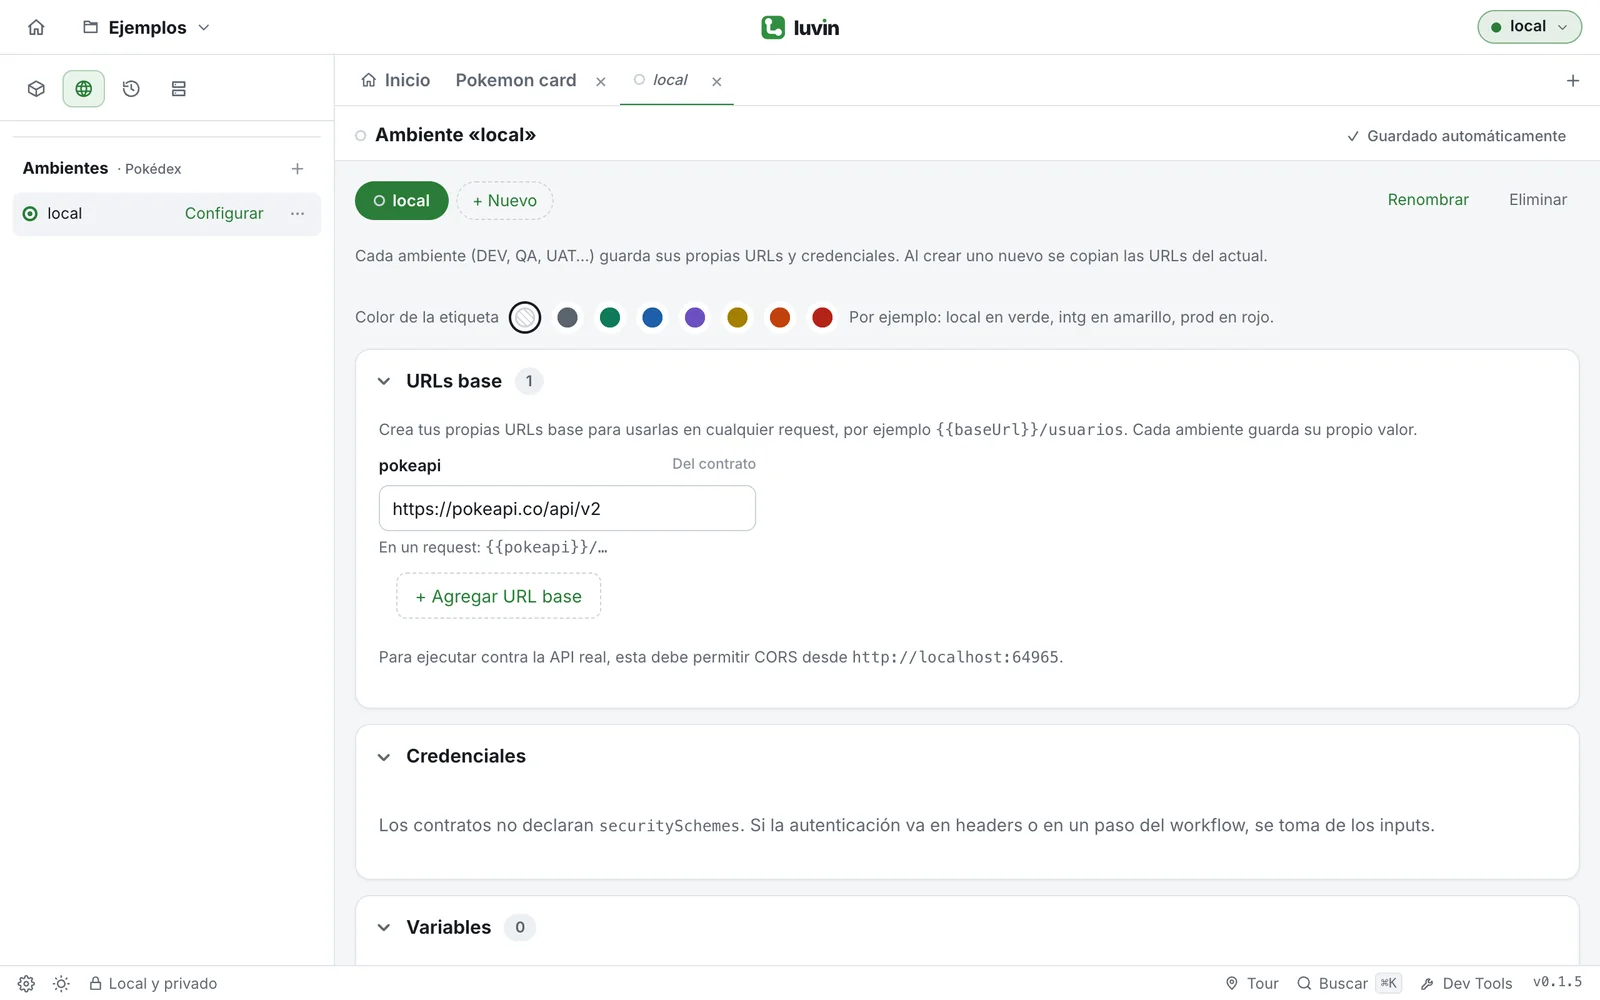 Ejemplos
luvin
local
Inicio
Pokemon card
local
Ambiente «local»
Guardado automáticamente
Ambientes · Pokédex
local
Configurar
local
+ Nuevo
Renombrar
Eliminar
Cada ambiente (DEV, QA, UAT...) guarda sus propias URLs y credenciales. Al crear uno nuevo se copian las URLs del actual.
Color de la etiqueta
Por ejemplo: local en verde, intg en amarillo, prod en rojo.
URLs base 1
Crea tus propias URLs base para usarlas en cualquier request, por ejemplo {{baseUrl}}/usuarios. Cada ambiente guarda su propio valor.
pokeapi
Del contrato
https://pokeapi.co/api/v2
En un request: {{pokeapi}}/…
+ Agregar URL base
Para ejecutar contra la API real, esta debe permitir CORS desde http://localhost:64965.
Credenciales
Los contratos no declaran securitySchemes. Si la autenticación va en headers o en un paso del workflow, se toma de los inputs.
Variables 0
Local y privado
Tour
Buscar ⌘K
Dev Tools
v0.1.5